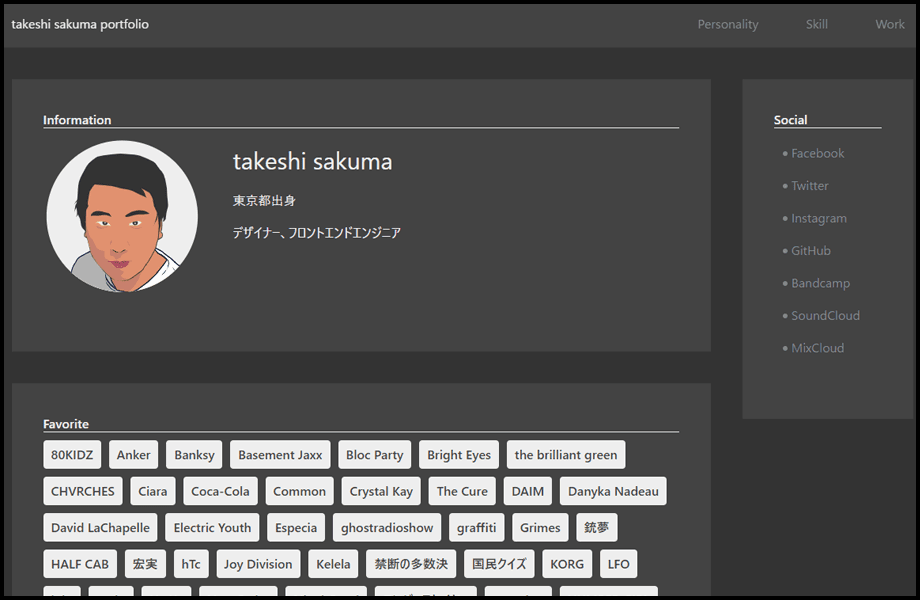 takeshi sakuma portfolio Personality Skill Work
Information
takeshi sakuma
東京都出身
デザイナー、フロントエンドエンジニア
Social
Facebook
Twitter
Instagram
GitHub
Bandcamp
SoundCloud
MixCloud
Favorite
80KIDZ Anker Banksy Basement Jaxx Bloc Party Bright Eyes the brilliant green
CHVRCHES Ciara Coca-Cola Common Crystal Kay The Cure DAIM Danyka Nadeau
David LaChapelle Electric Youth Especia ghostradioshow graffiti Grimes 銃夢
HALF CAB 宏実 hTc Joy Division Kelela 禁断の多数決 国民クイズ KORG LFO